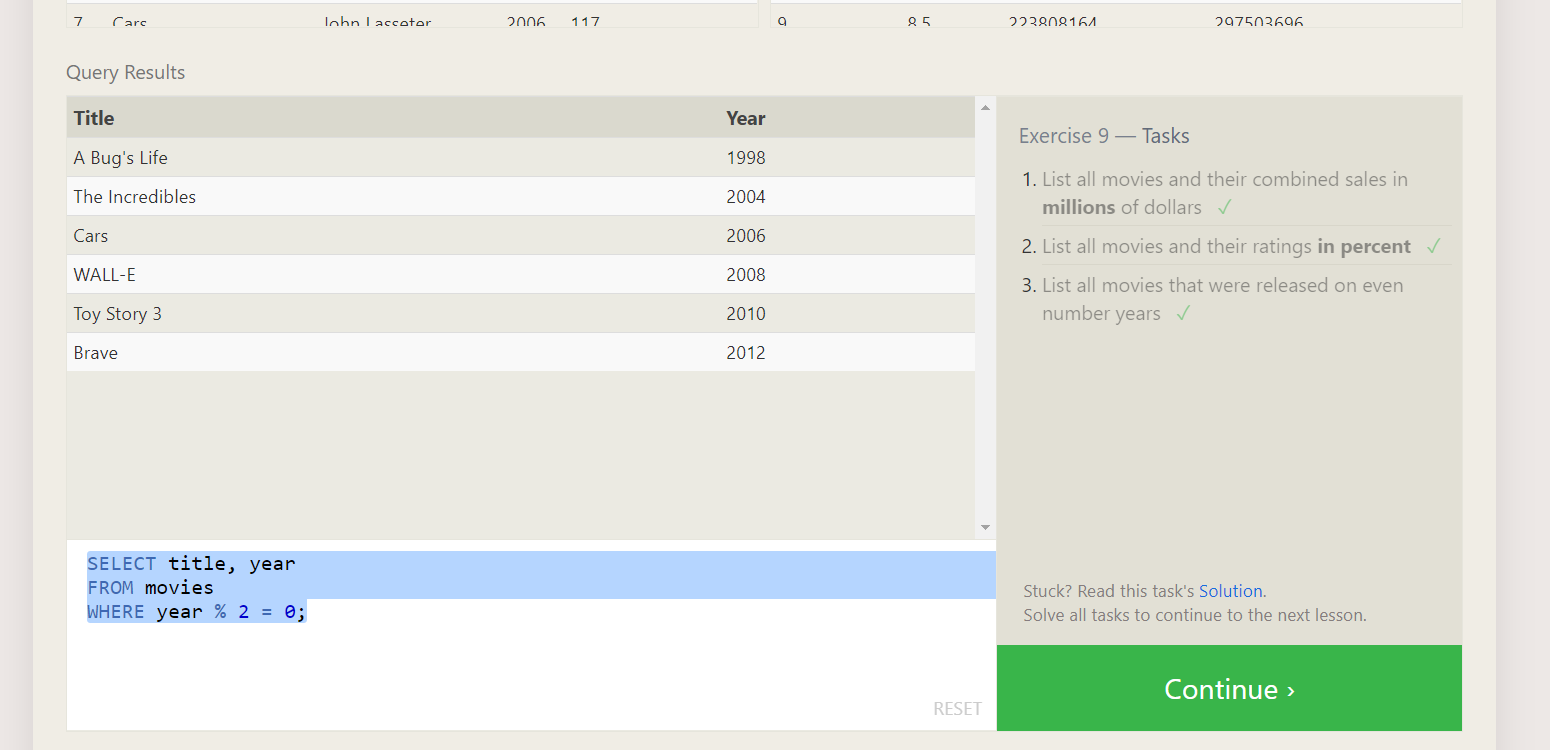 7 Cars John Lasseter 2006 117
9 8.5 223808164 297503696
Query Results
Title Year
A Bug's Life 1998
The Incredibles 2004
Cars 2006
WALL-E 2008
Toy Story 3 2010
Brave 2012
SELECT title, year
FROM movies
WHERE year % 2 = 0;
RESET
Exercise 9 — Tasks
1. List all movies and their combined sales in
millions of dollars ✓
2. List all movies and their ratings in percent ✓
3. List all movies that were released on even
number years ✓
Stuck? Read this task's Solution.
Solve all tasks to continue to the next lesson.
Continue ›